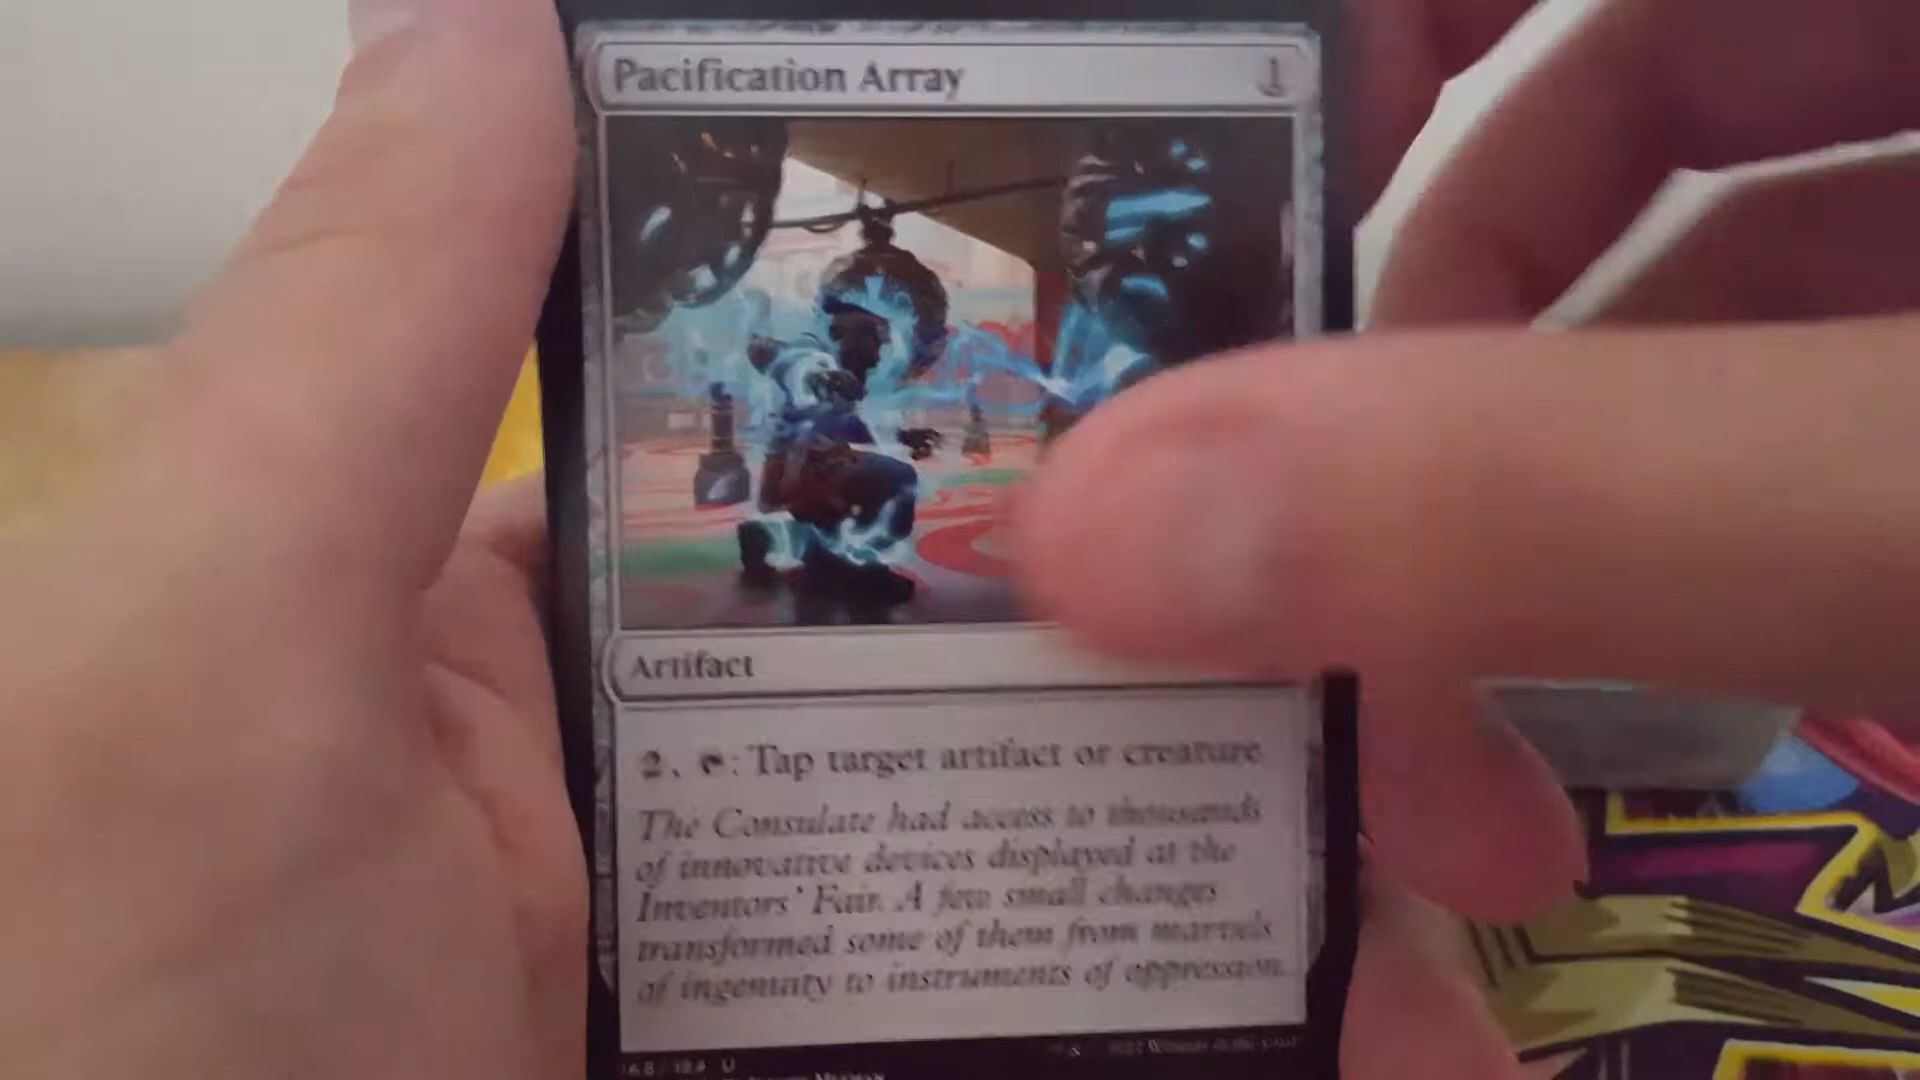 Pacification Array 1
Artifact
2, : Tap target artifact or creature
The Consulate had access to thousands
of innovative devices displayed at the
Inventors' Fair. A few small changes
transformed some of them from marvels
of ingenuity to instruments of oppression.
168/184 U